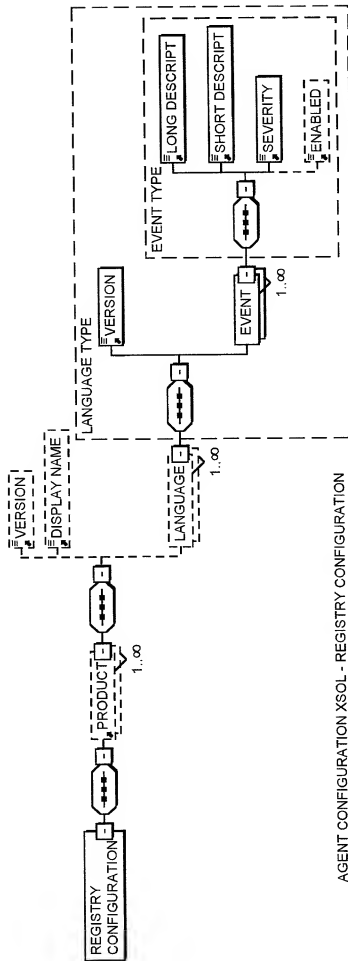 REGISTRY
CONFIGURATION
PRODUCT
1..∞
VERSION
DISPLAY NAME
LANGUAGE
1..∞
LANGUAGE TYPE
VERSION
EVENT
1..∞
EVENT TYPE
LONG DESCRIPT
SHORT DESCRIPT
SEVERITY
ENABLED
AGENT CONFIGURATION XSOL - REGISTRY CONFIGURATION